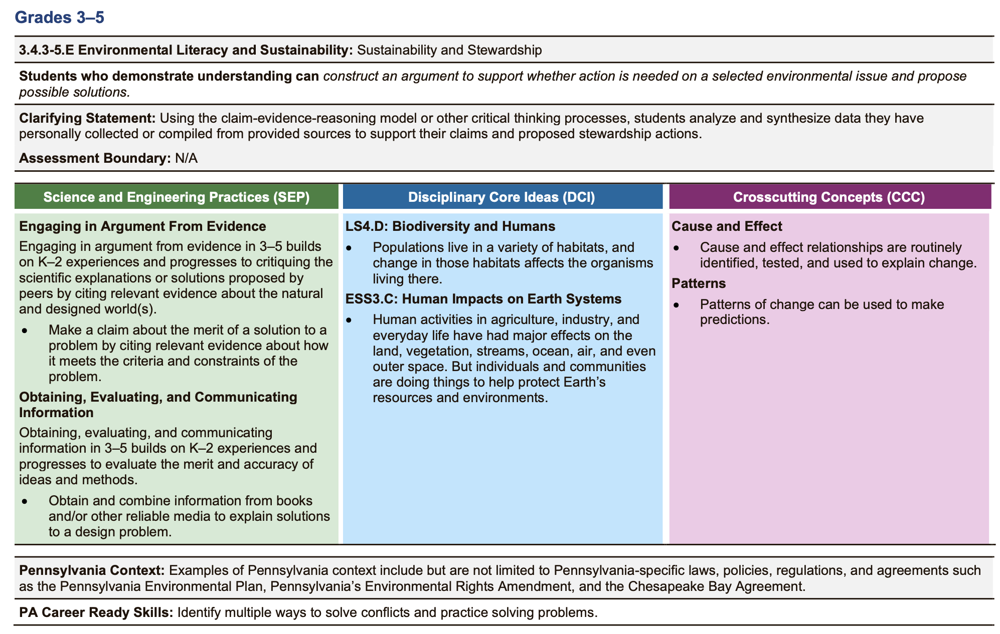 Grades 3–5
3.4.3-5.E Environmental Literacy and Sustainability: Sustainability and Stewardship
Students who demonstrate understanding can construct an argument to support whether action is needed on a selected environmental issue and propose
possible solutions.
Clarifying Statement: Using the claim-evidence-reasoning model or other critical thinking processes, students analyze and synthesize data they have
personally collected or compiled from provided sources to support their claims and proposed stewardship actions.
Assessment Boundary: N/A
Science and Engineering Practices (SEP)
Engaging in Argument From Evidence
Engaging in argument from evidence in 3–5 builds
on K–2 experiences and progresses to critiquing the
scientific explanations or solutions proposed by
peers by citing relevant evidence about the natural
and designed world(s).
• Make a claim about the merit of a solution to a
problem by citing relevant evidence about how
it meets the criteria and constraints of the
problem.
Obtaining, Evaluating, and Communicating
Information
Obtaining, evaluating, and communicating
information in 3–5 builds on K–2 experiences and
progresses to evaluate the merit and accuracy of
ideas and methods.
• Obtain and combine information from books
and/or other reliable media to explain solutions
to a design problem.
Disciplinary Core Ideas (DCI)
LS4.D: Biodiversity and Humans
• Populations live in a variety of habitats, and
change in those habitats affects the organisms
living there.
ESS3.C: Human Impacts on Earth Systems
• Human activities in agriculture, industry, and
everyday life have had major effects on the
land, vegetation, streams, ocean, air, and even
outer space. But individuals and communities
are doing things to help protect Earth’s
resources and environments.
Crosscutting Concepts (CCC)
Cause and Effect
• Cause and effect relationships are routinely
identified, tested, and used to explain change.
Patterns
• Patterns of change can be used to make
predictions.
Pennsylvania Context: Examples of Pennsylvania context include but are not limited to Pennsylvania-specific laws, policies, regulations, and agreements such
as the Pennsylvania Environmental Plan, Pennsylvania’s Environmental Rights Amendment, and the Chesapeake Bay Agreement.
PA Career Ready Skills: Identify multiple ways to solve conflicts and practice solving problems.